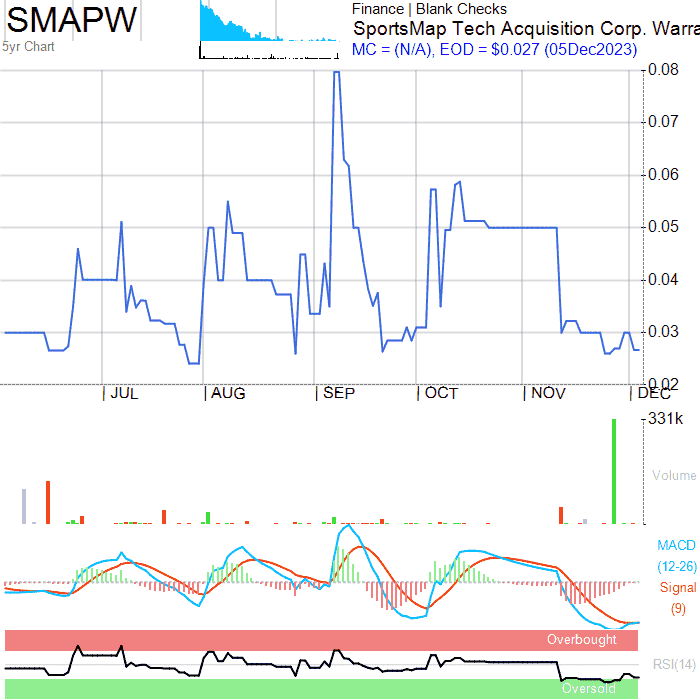 SMAPW
5yr Chart
Finance | Blank Checks
SportsMap Tech Acquisition Corp. Warra
MC = (N/A), EOD = $0.027 (05Dec2023)
0.08
0.07
0.06
0.05
0.04
0.03
0.02
JUL AUG SEP OCT NOV DEC
331k
Volume
MACD
(12-26)
Signal
(9)
Overbought
RSI(14)
Oversold